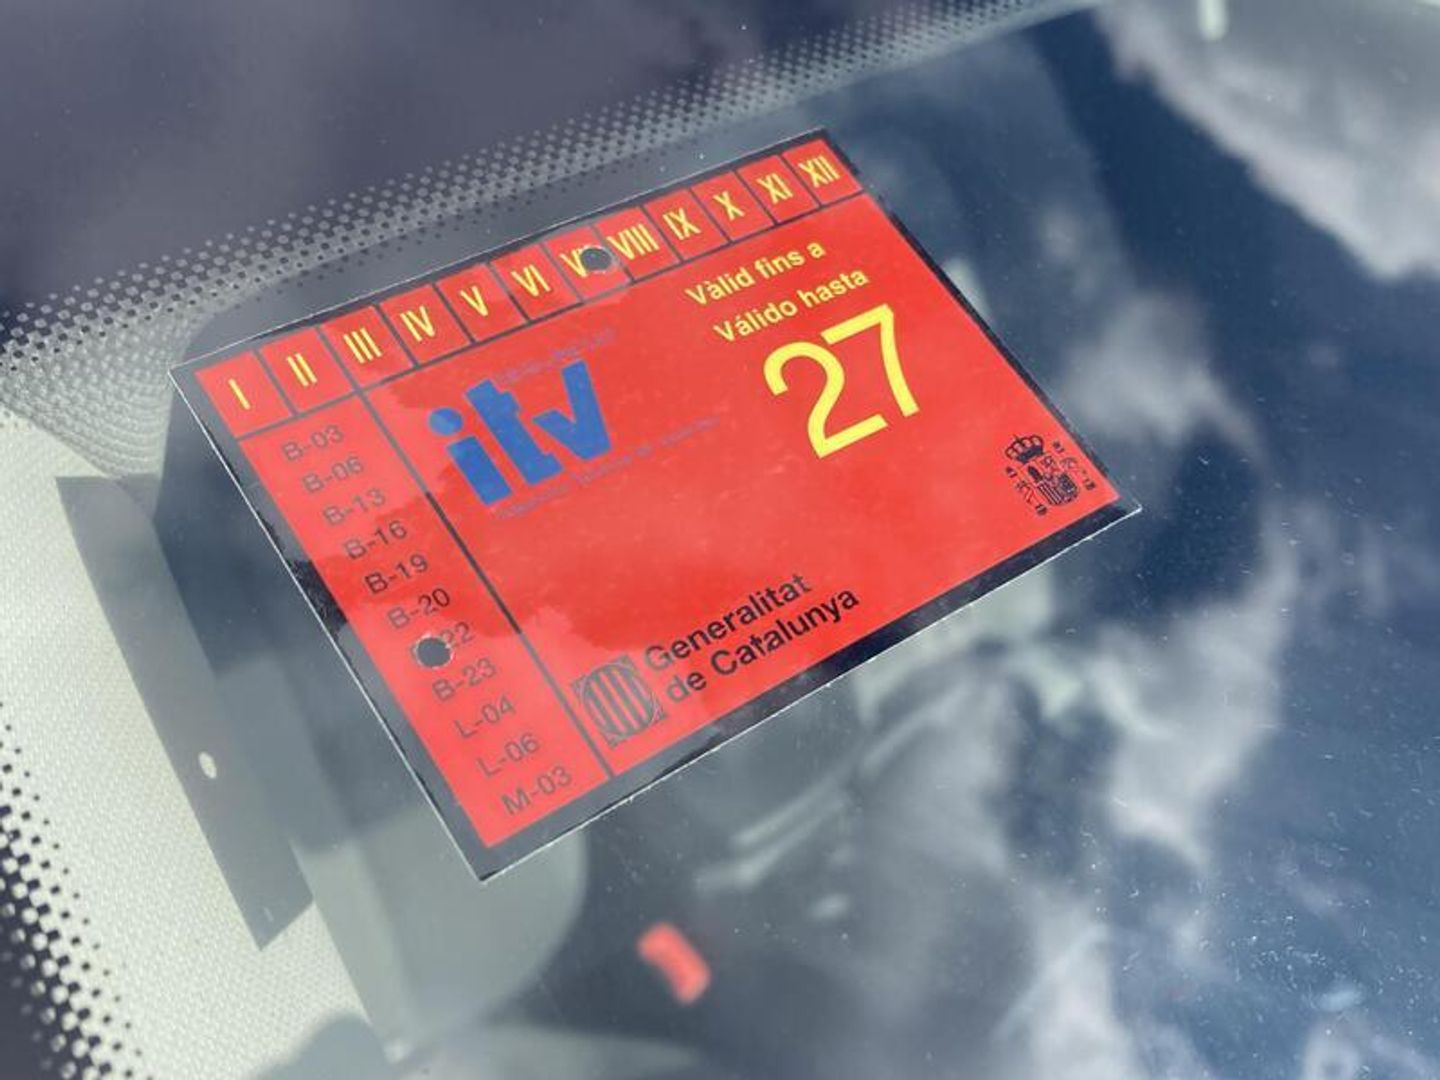 I II III IV V VI VIII IX X XI XII
Vàlid fins a
Válido hasta
27
itv
B-03
B-06
B-13
B-16
B-19
B-20
22
B-23
L-04
L-06
M-03
Generalitat
de Catalunya